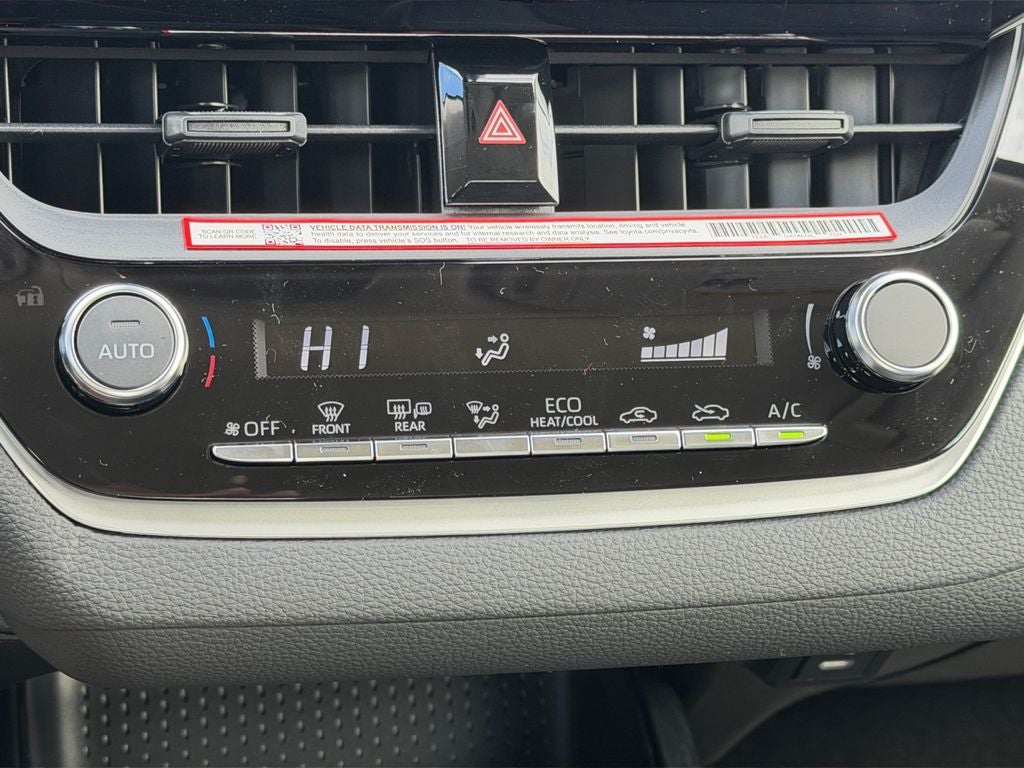 SCAN QR CODE
TO LEARN MORE
VEHICLE DATA TRANSMISSION IS ON! Your vehicle wirelessly transmits location, driving and vehicle
health data to deliver your services and for internal research and data analysis. See toyota.com/privacyvts.
To disable, press vehicle's SOS button. TO BE REMOVED BY OWNER ONLY
AUTO
HI
OFF
FRONT
REAR
ECO
HEAT/COOL
A/C